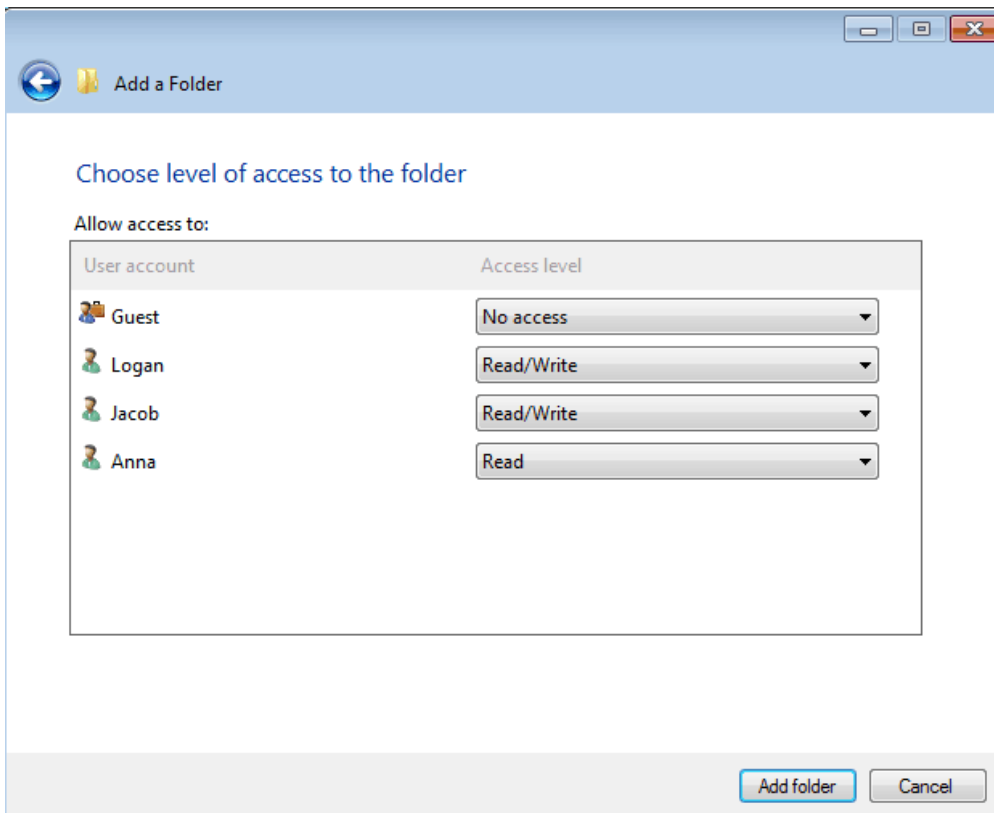 Add a Folder
Choose level of access to the folder
Allow access to:
User account Access level
Guest No access
Logan Read/Write
Jacob Read/Write
Anna Read
Add folder Cancel